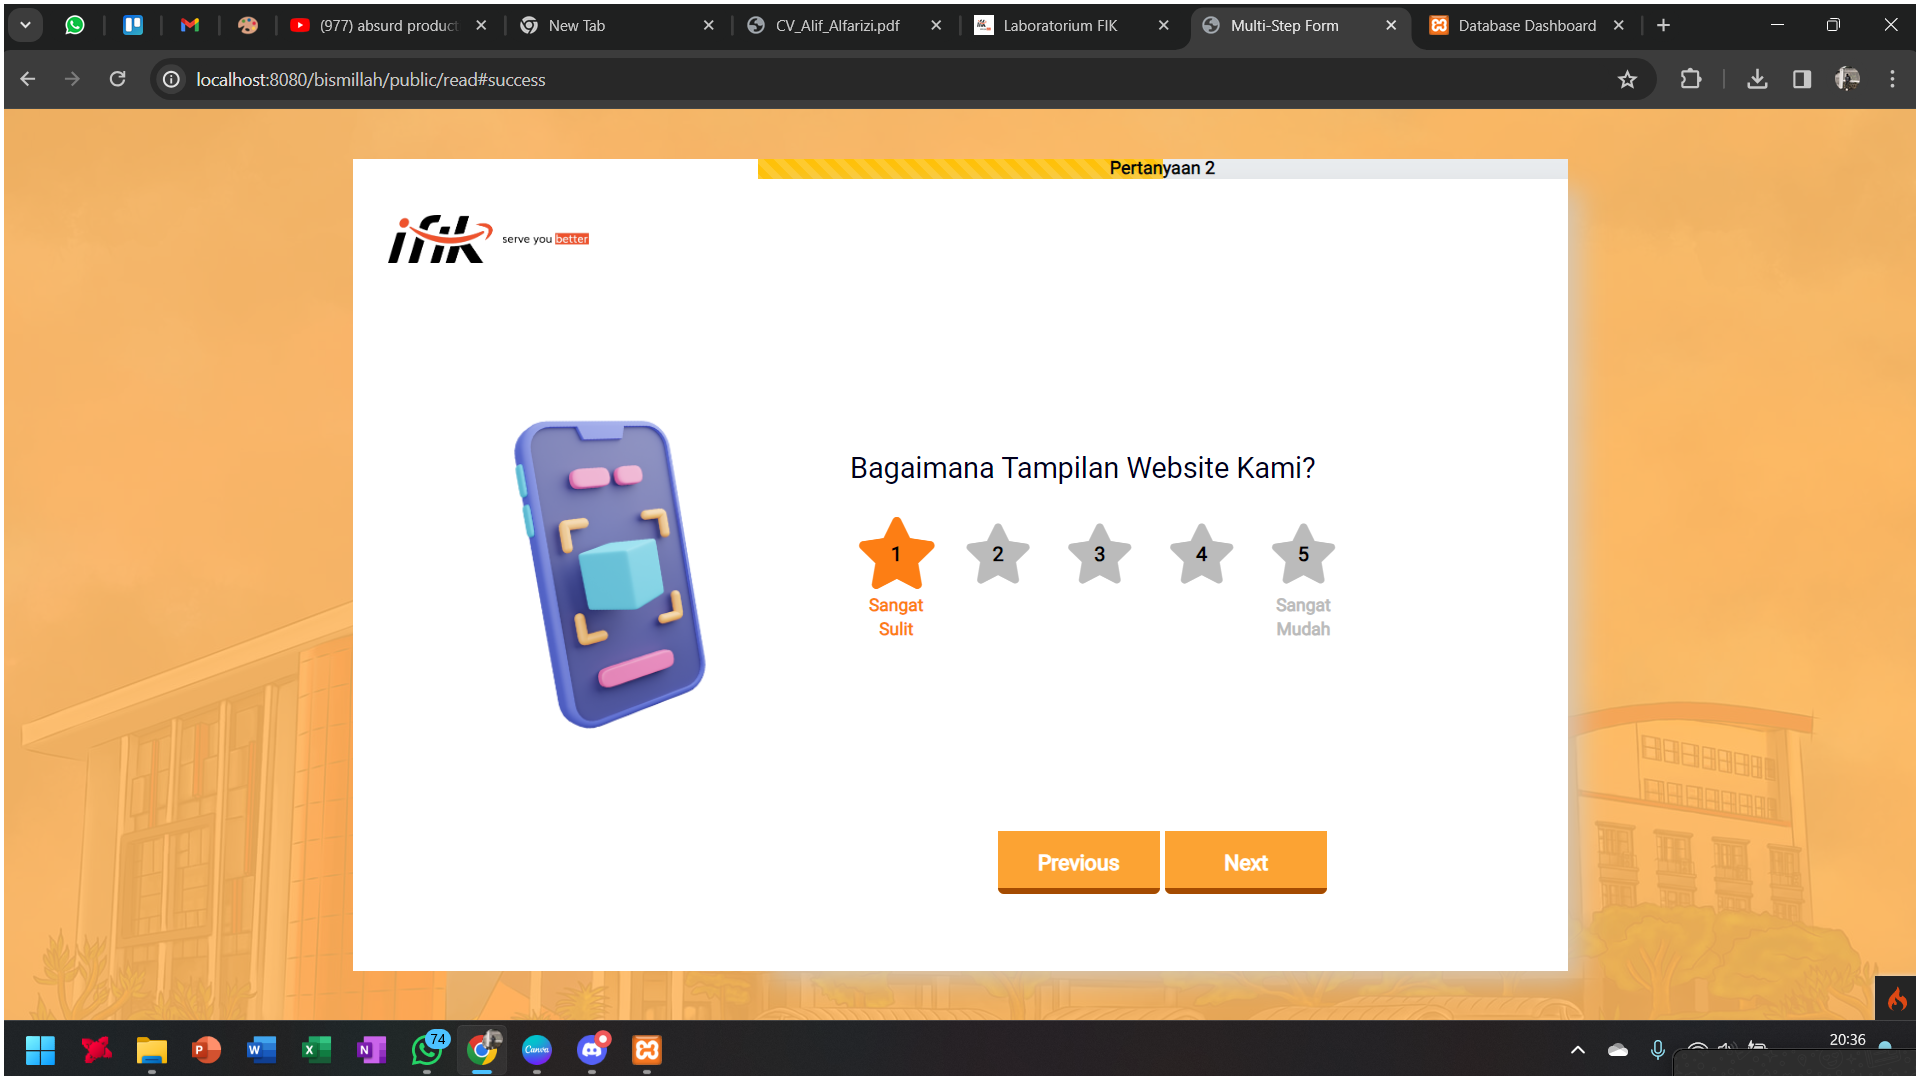 (977) absurd product
New Tab
CV_Alif_Alfarizi.pdf
Laboratorium FIK
Multi-Step Form
Database Dashboard
localhost:8080/bismillah/public/read#success
Pertanyaan 2
ifik serve you better
Bagaimana Tampilan Website Kami?
1 2 3 4 5
Sangat Sangat
Sulit Mudah
Previous Next
74
Canva
20:36